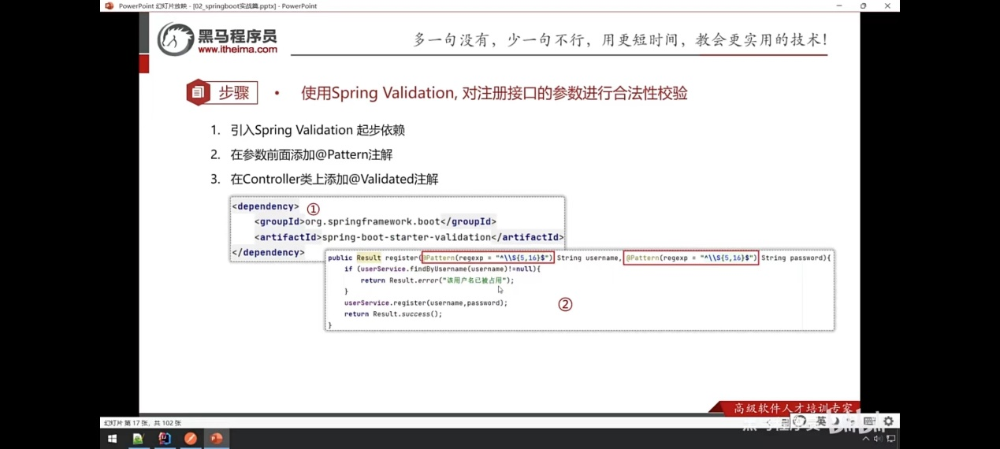 PowerPoint 幻灯片放映 - [02_springboot实战篇.pptx] - PowerPoint
黑马程序员
www.itheima.com
多一句没有，少一句不行，用更短时间，教会更实用的技术！
步骤
• 使用Spring Validation, 对注册接口的参数进行合法性校验
1. 引入Spring Validation 起步依赖
2. 在参数前面添加@Pattern注解
3. 在Controller类上添加@Validated注解
<dependency> ①
<groupId>org.springframework.boot</groupId>
<artifactId>spring-boot-starter-validation</artifactId>
</dependency>
public Result register(@Pattern(regexp = "^\\S{5,16}$") String username, @Pattern(regexp = "^\\S{5,16}$") String password){
if (userService.findByUsername(username)!=null){
return Result.error("该用户名已被占用");
}
userService.register(username,password); ②
return Result.success();
}
高级软件人才培训专家
幻灯片 第 17 张，共 102 张
英
黑马程序员 bilibili